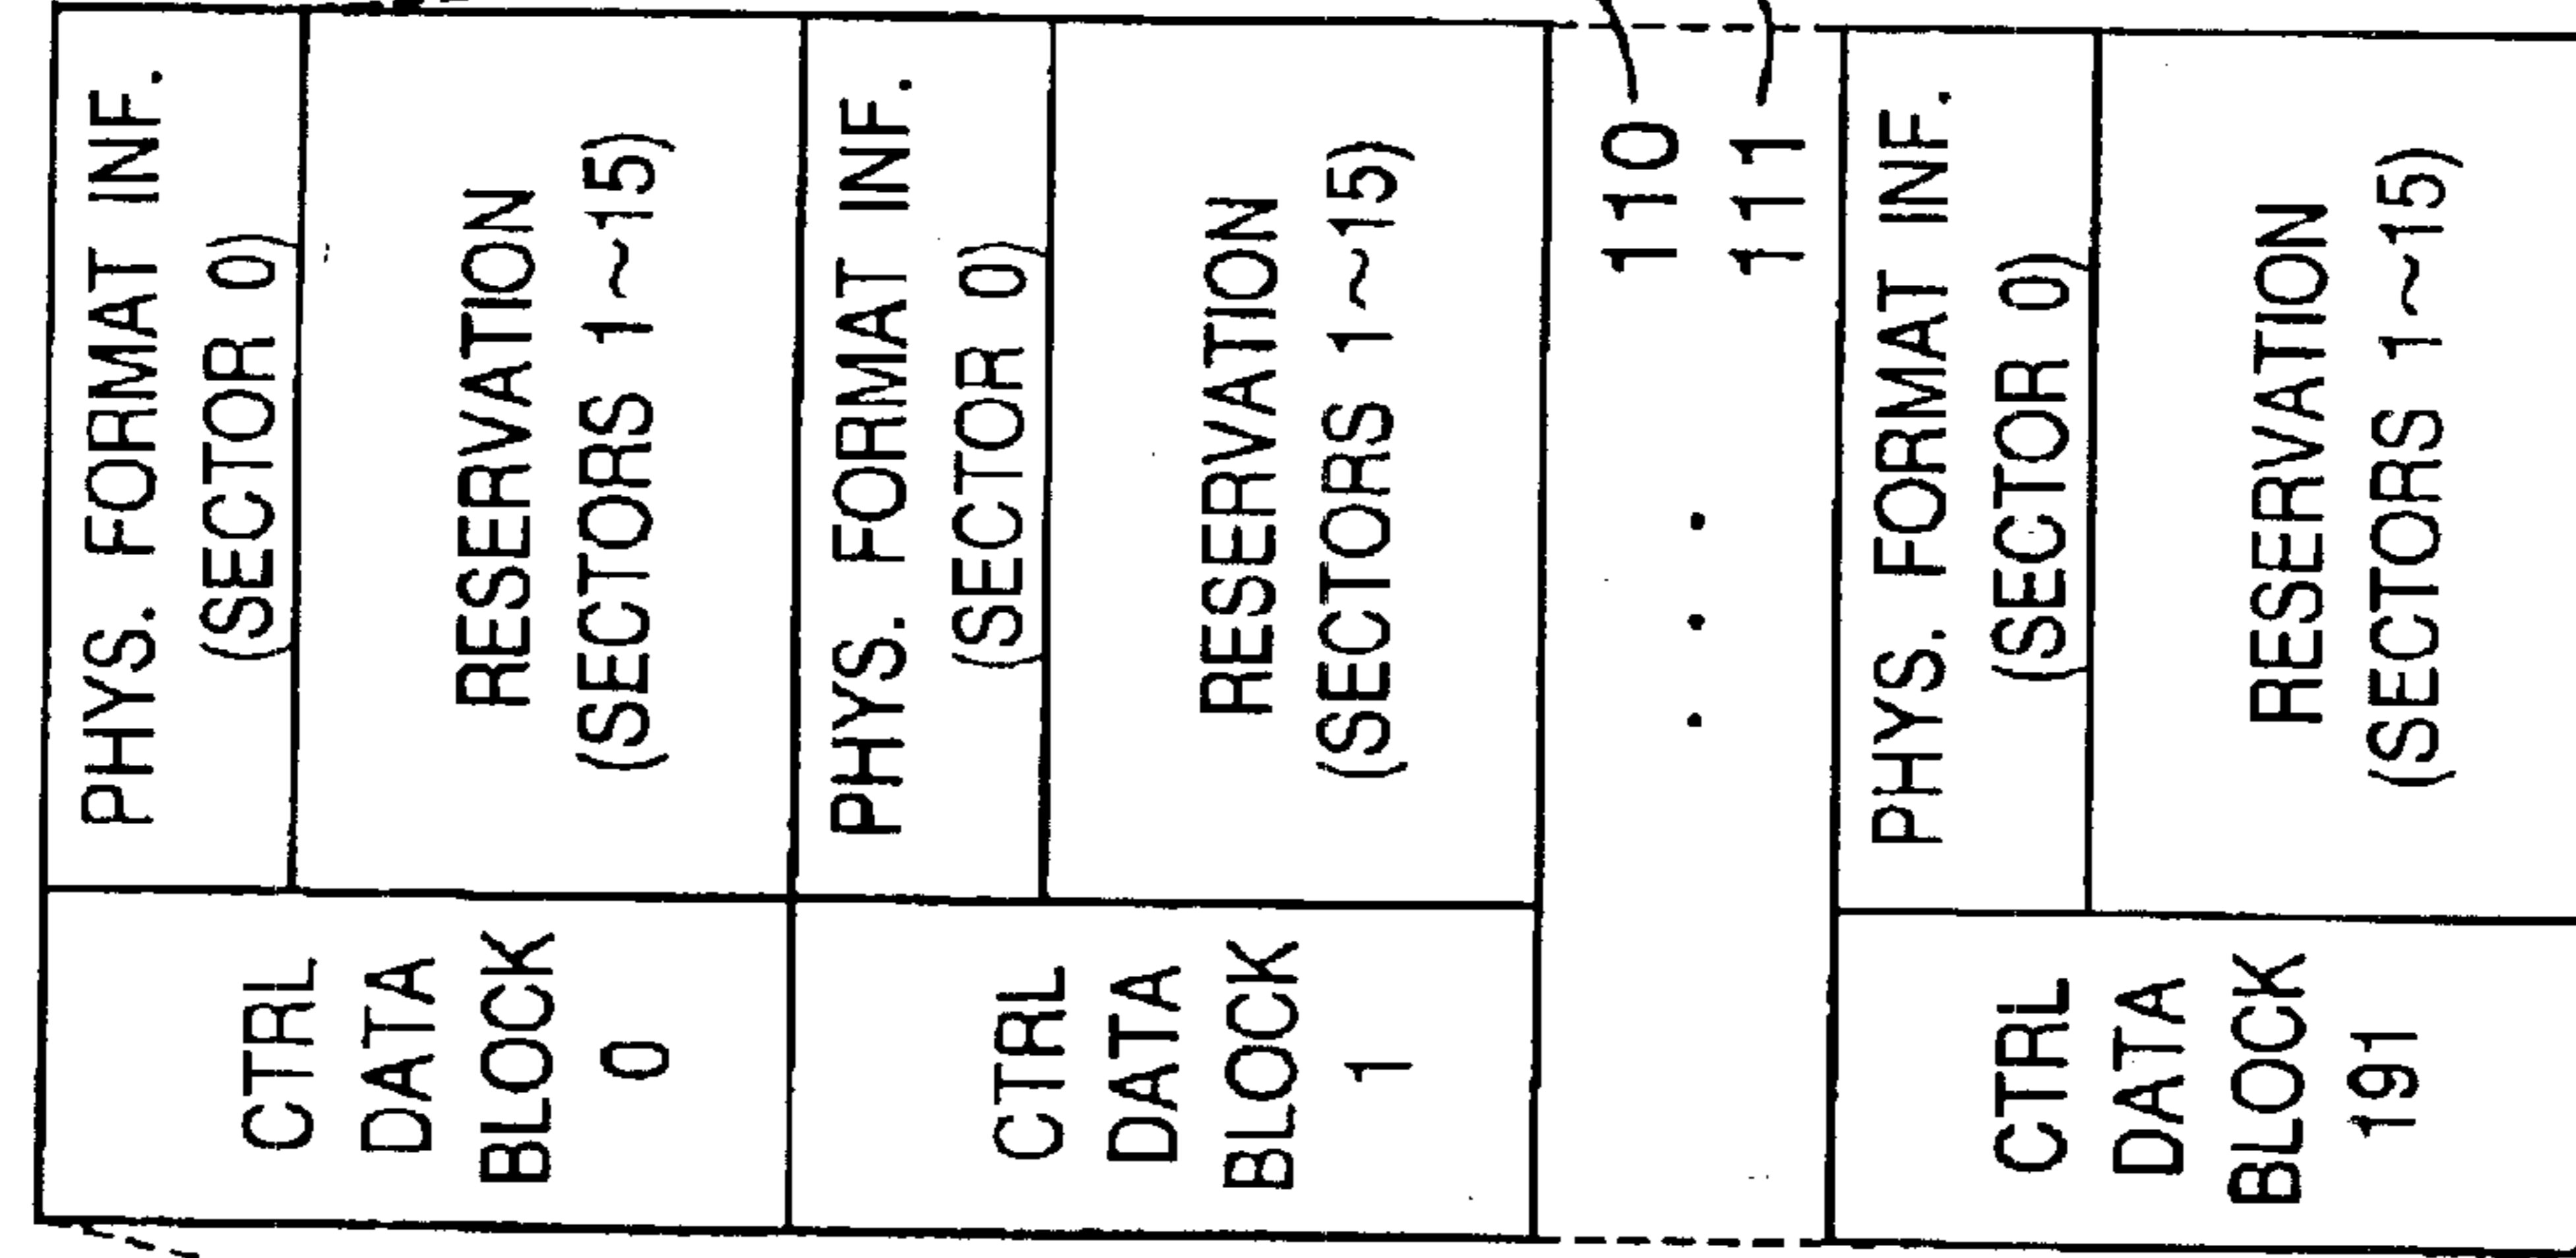 CTRL
DATA
BLOCK
0
PHYS. FORMAT INF.
(SECTOR 0)
RESERVATION
(SECTORS 1~15)
CTRL
DATA
BLOCK
1
PHYS. FORMAT INF.
(SECTOR 0)
RESERVATION
(SECTORS 1~15)
. . .
110
111
CTRL
DATA
BLOCK
191
PHYS. FORMAT INF.
(SECTOR 0)
RESERVATION
(SECTORS 1~15)